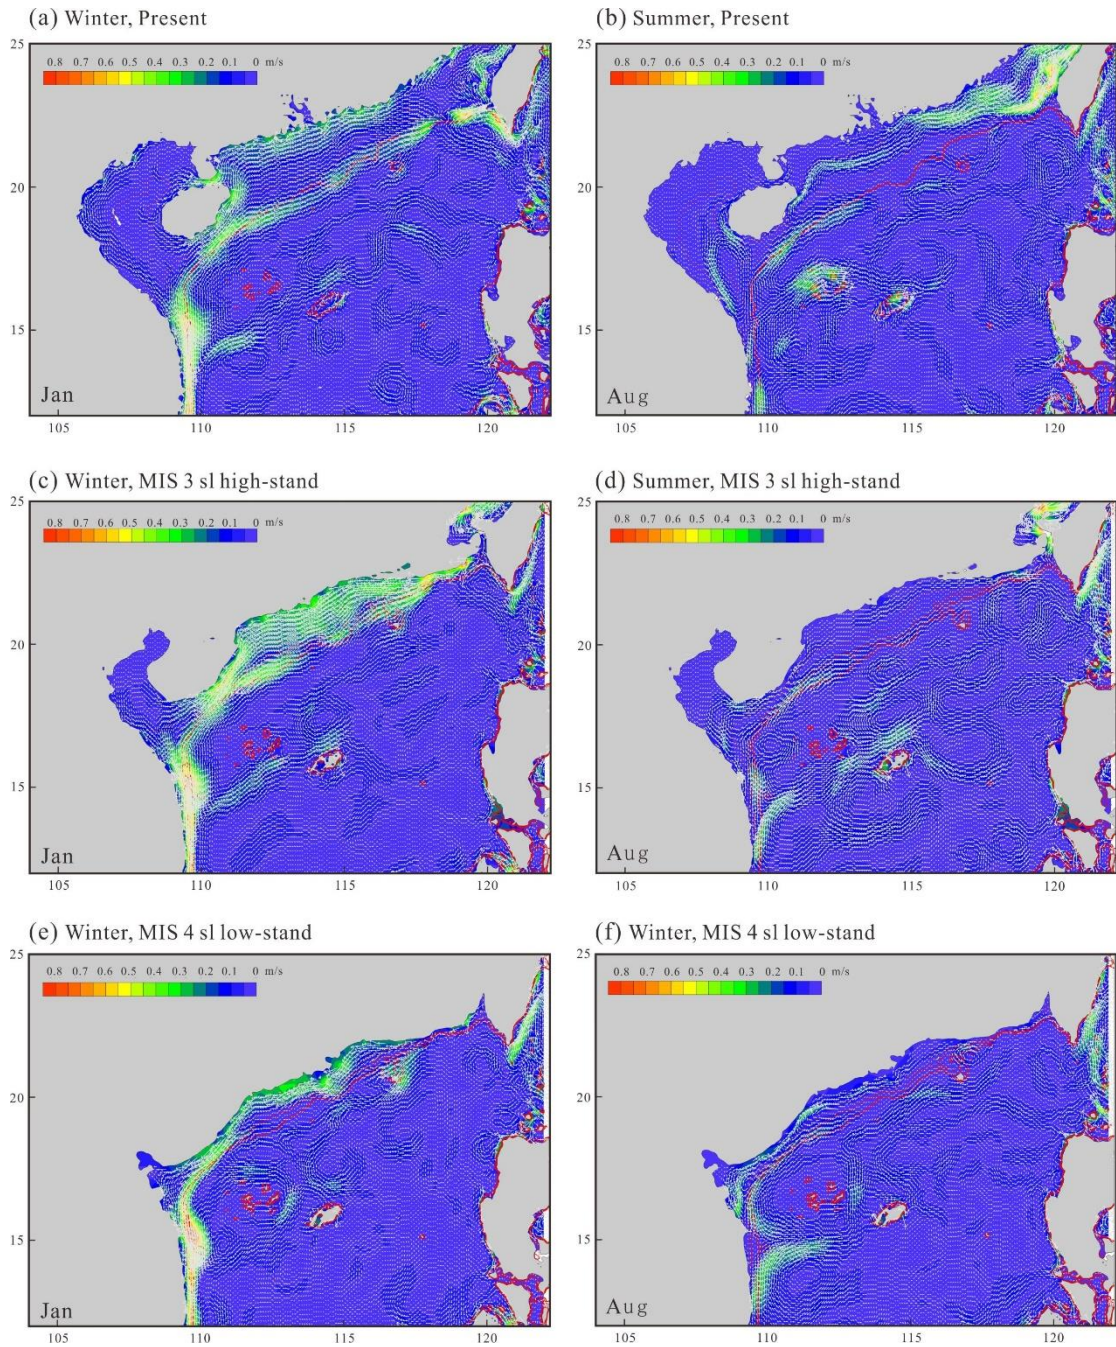 (a) Winter, Present
(b) Summer, Present
25
0.8 0.7 0.6 0.5 0.4 0.3 0.2 0.1 0 m/s
20
15
Jan
105 110 115 120
25
0.8 0.7 0.6 0.5 0.4 0.3 0.2 0.1 0 m/s
20
15
Aug
105 110 115 120
(c) Winter, MIS 3 sl high-stand
(d) Summer, MIS 3 sl high-stand
25
0.8 0.7 0.6 0.5 0.4 0.3 0.2 0.1 0 m/s
20
15
Jan
105 110 115 120
25
0.8 0.7 0.6 0.5 0.4 0.3 0.2 0.1 0 m/s
20
15
Aug
105 110 115 120
(e) Winter, MIS 4 sl low-stand
(f) Winter, MIS 4 sl low-stand
25
0.8 0.7 0.6 0.5 0.4 0.3 0.2 0.1 0 m/s
20
15
Jan
105 110 115 120
25
0.8 0.7 0.6 0.5 0.4 0.3 0.2 0.1 0 m/s
20
15
Aug
105 110 115 120